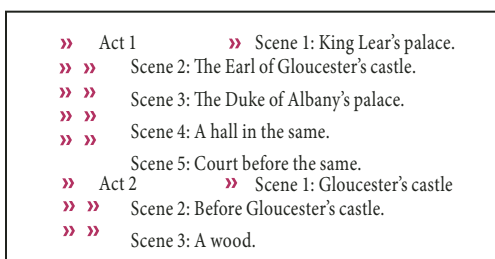 » Act 1 » Scene 1: King Lear's palace.
» » Scene 2: The Earl of Gloucester's castle.
» » Scene 3: The Duke of Albany's palace.
» »
» » Scene 4: A hall in the same.
Scene 5: Court before the same.
» Act 2 » Scene 1: Gloucester's castle
» » Scene 2: Before Gloucester's castle.
» » Scene 3: A wood.